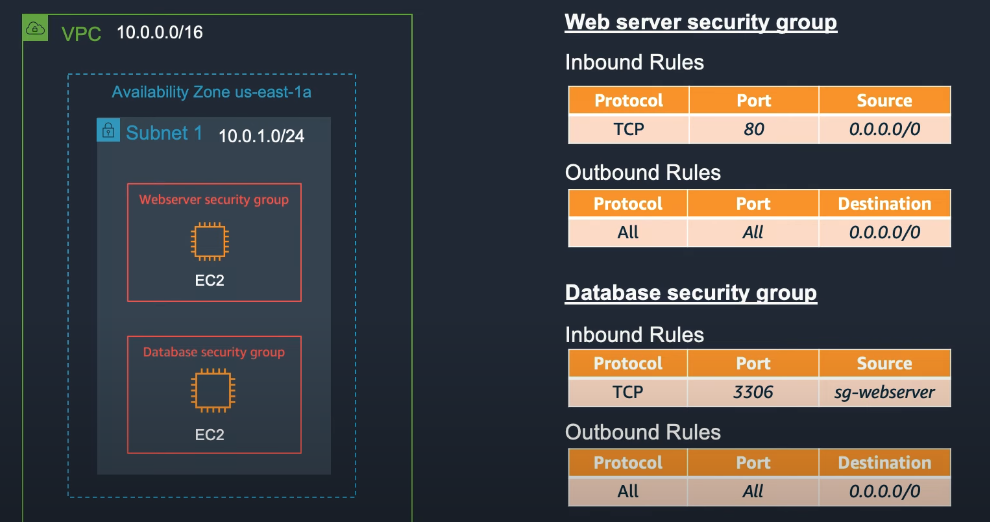 VPC 10.0.0.0/16
Availability Zone us-east-1a
Subnet 1 10.0.1.0/24
Webserver security group
EC2
Database security group
EC2
Web server security group
Inbound Rules
Protocol Port Source
TCP 80 0.0.0.0/0
Outbound Rules
Protocol Port Destination
All All 0.0.0.0/0
Database security group
Inbound Rules
Protocol Port Source
TCP 3306 sg-webserver
Outbound Rules
Protocol Port Destination
All All 0.0.0.0/0